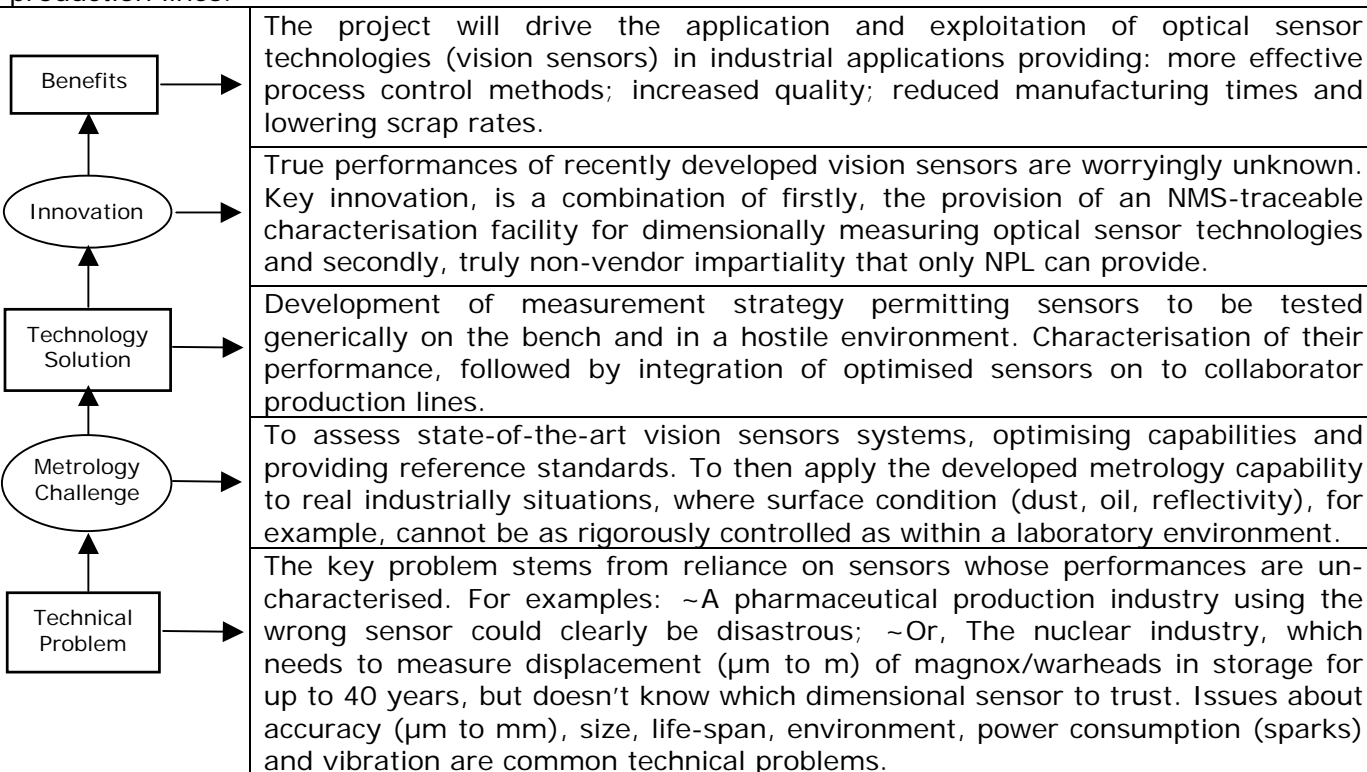 production lines.
Benefits
The project will drive the application and exploitation of optical sensor
technologies (vision sensors) in industrial applications providing: more effective
process control methods; increased quality; reduced manufacturing times and
lowering scrap rates.
Innovation
True performances of recently developed vision sensors are worryingly unknown.
Key innovation, is a combination of firstly, the provision of an NMS-traceable
characterisation facility for dimensionally measuring optical sensor technologies
and secondly, truly non-vendor impartiality that only NPL can provide.
Technology
Solution
Development of measurement strategy permitting sensors to be tested
generically on the bench and in a hostile environment. Characterisation of their
performance, followed by integration of optimised sensors on to collaborator
production lines.
Metrology
Challenge
To assess state-of-the-art vision sensors systems, optimising capabilities and
providing reference standards. To then apply the developed metrology capability
to real industrially situations, where surface condition (dust, oil, reflectivity), for
example, cannot be as rigorously controlled as within a laboratory environment.
Technical
Problem
The key problem stems from reliance on sensors whose performances are un-
characterised. For examples: ~A pharmaceutical production industry using the
wrong sensor could clearly be disastrous; ~Or, The nuclear industry, which
needs to measure displacement (µm to m) of magnox/warheads in storage for
up to 40 years, but doesn't know which dimensional sensor to trust. Issues about
accuracy (µm to mm), size, life-span, environment, power consumption (sparks)
and vibration are common technical problems.